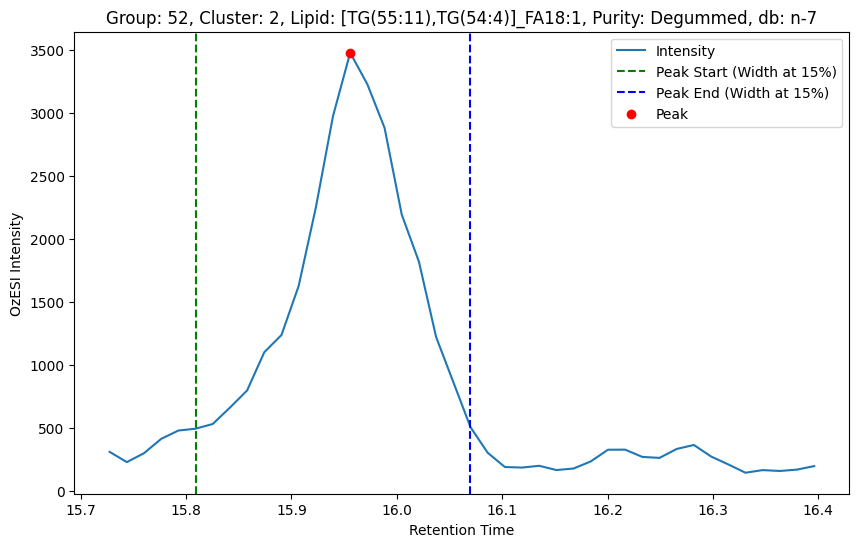 Group: 52, Cluster: 2, Lipid: [TG(55:11),TG(54:4)]_FA18:1, Purity: Degummed, db: n-7
Intensity
Peak Start (Width at 15%)
Peak End (Width at 15%)
Peak
OzESI Intensity
3500
3000
2500
2000
1500
1000
500
0
15.7 15.8 15.9 16.0 16.1 16.2 16.3 16.4
Retention Time